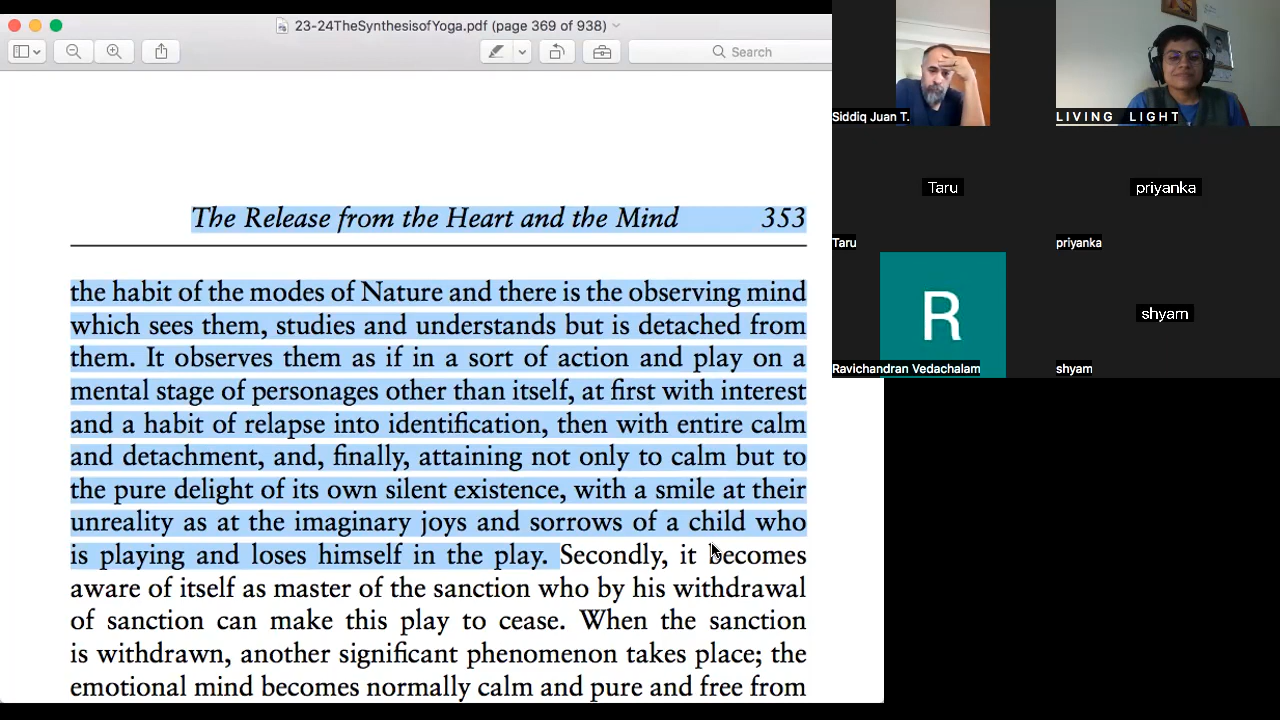 23-24TheSynthesisofYoga.pdf (page 369 of 938)
Search
The Release from the Heart and the Mind 353
the habit of the modes of Nature and there is the observing mind
which sees them, studies and understands but is detached from
them. It observes them as if in a sort of action and play on a
mental stage of personages other than itself, at first with interest
and a habit of relapse into identification, then with entire calm
and detachment, and, finally, attaining not only to calm but to
the pure delight of its own silent existence, with a smile at their
unreality as at the imaginary joys and sorrows of a child who
is playing and loses himself in the play. Secondly, it becomes
aware of itself as master of the sanction who by his withdrawal
of sanction can make this play to cease. When the sanction
is withdrawn, another significant phenomenon takes place; the
emotional mind becomes normally calm and pure and free from
Siddiq Juan T.
LIVING LIGHT
Taru
priyanka
Taru
priyanka
R
shyam
Ravichandran Vedachalam
shyam